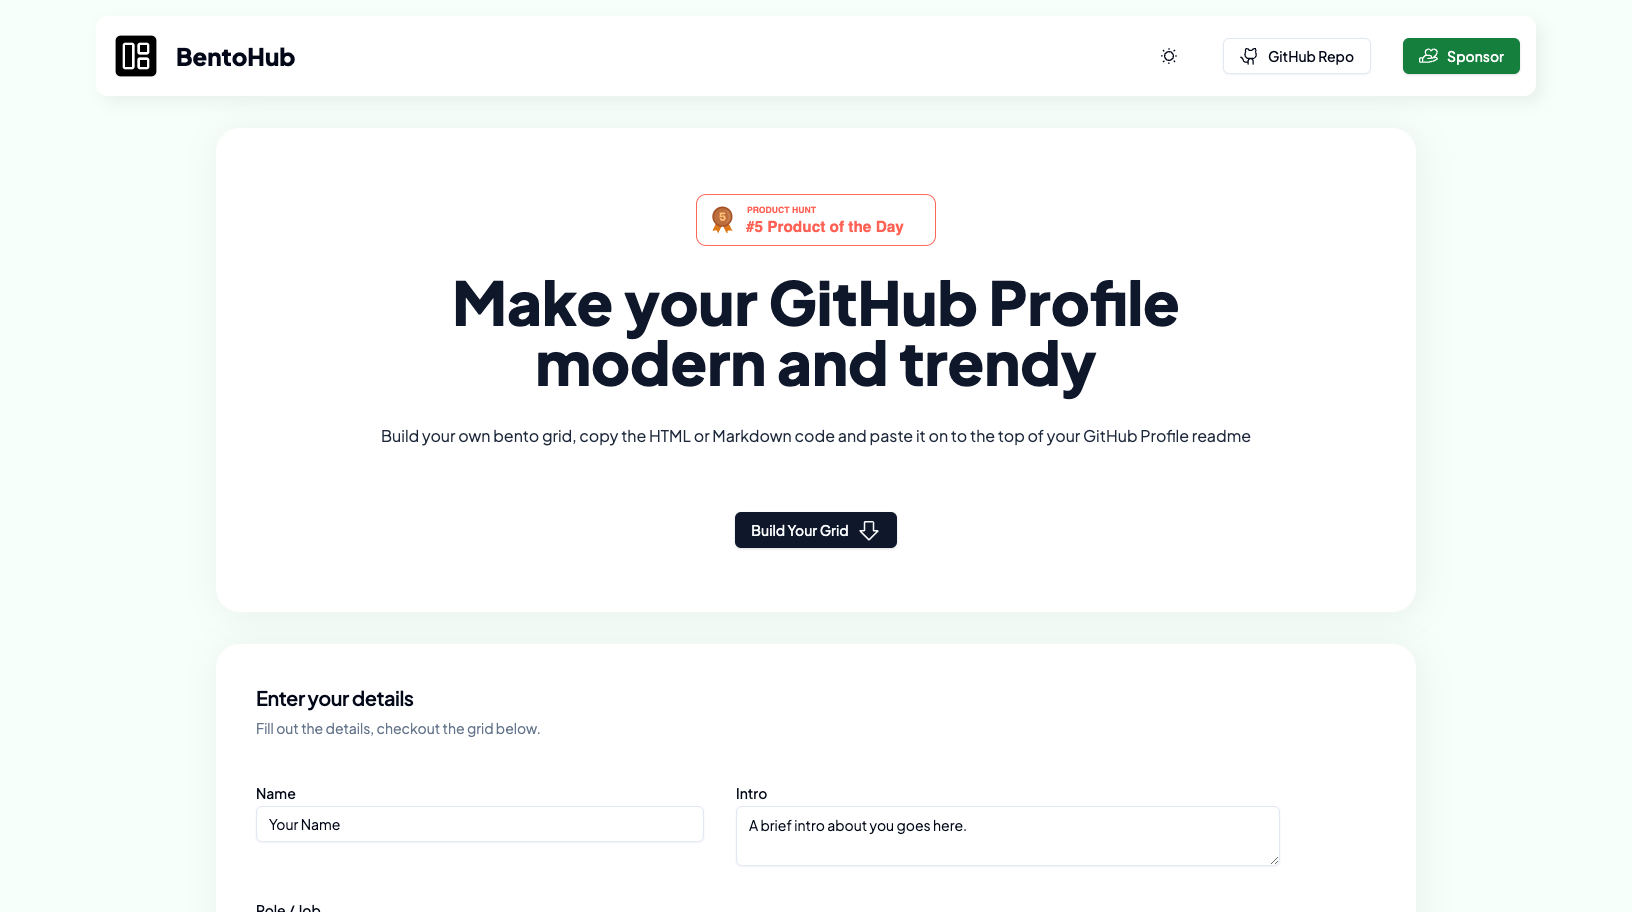 BentoHub
GitHub Repo
Sponsor
5
PRODUCT HUNT
#5 Product of the Day
Make your GitHub Profile
modern and trendy
Build your own bento grid, copy the HTML or Markdown code and paste it on to the top of your GitHub Profile readme
Build Your Grid
Enter your details
Fill out the details, checkout the grid below.
Name
Intro
Your Name
A brief intro about you goes here.
Role / Job